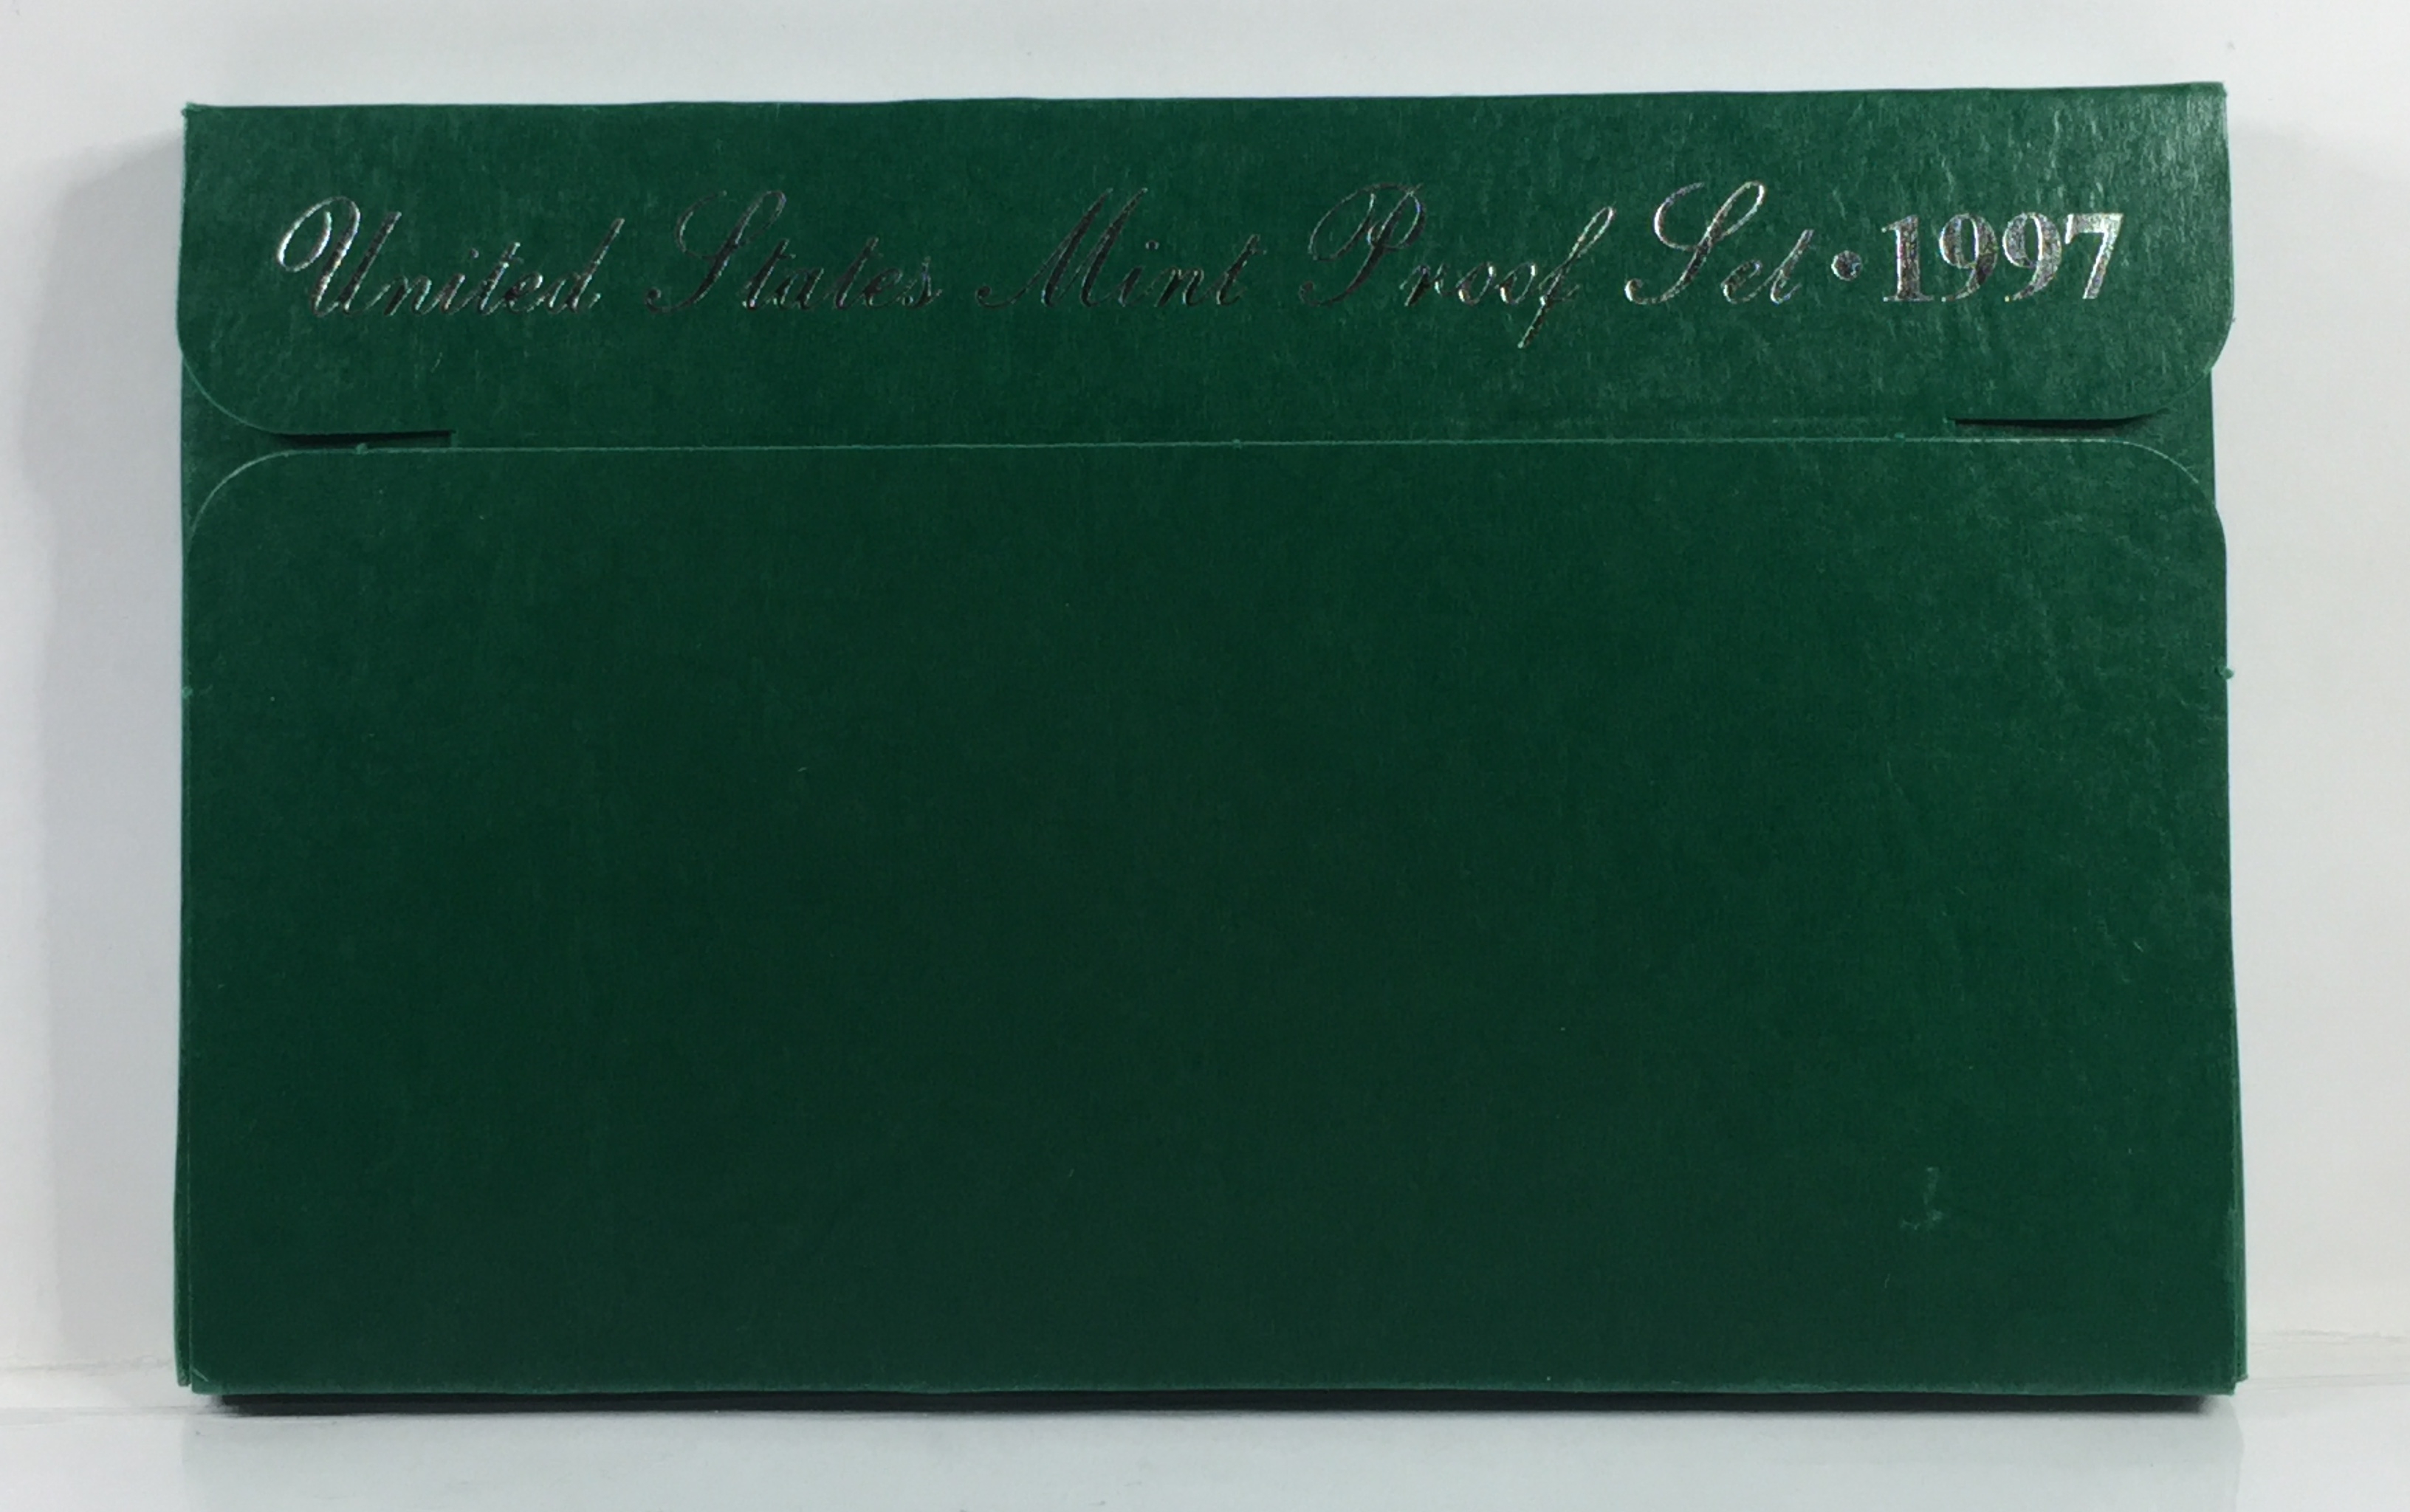 United States Mint Proof Set • 1997